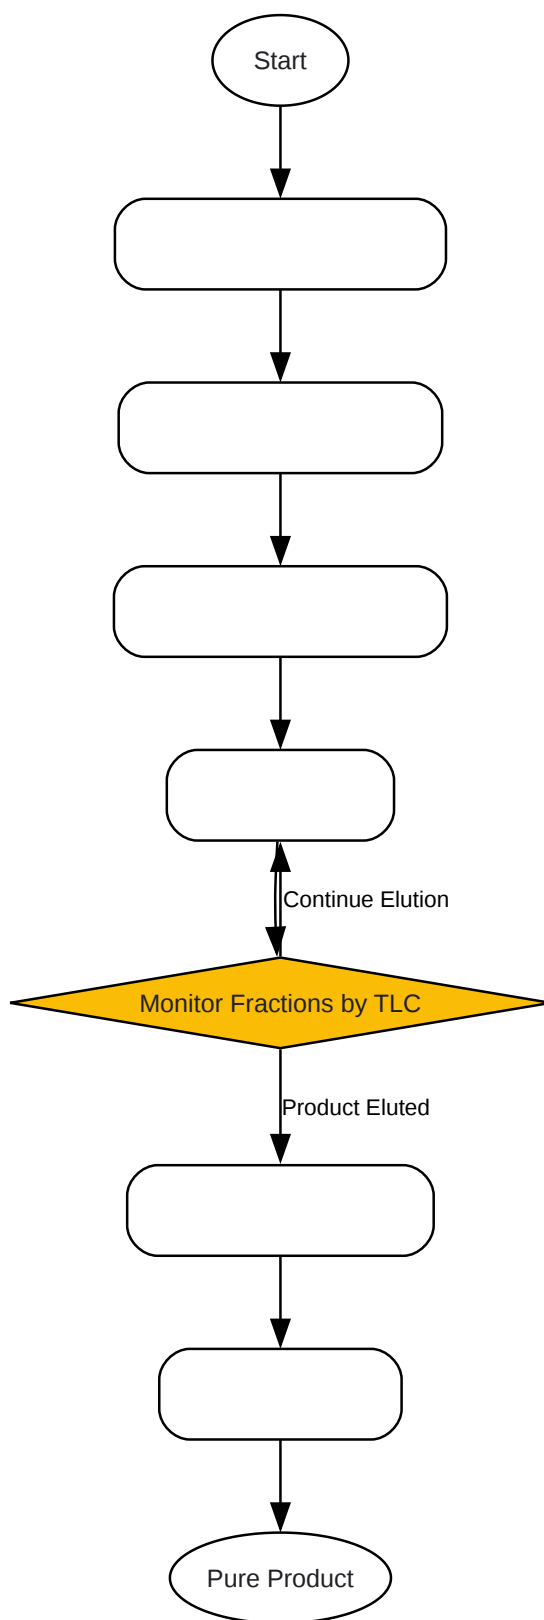 Start
Continue Elution
Monitor Fractions by TLC
Product Eluted
Pure Product